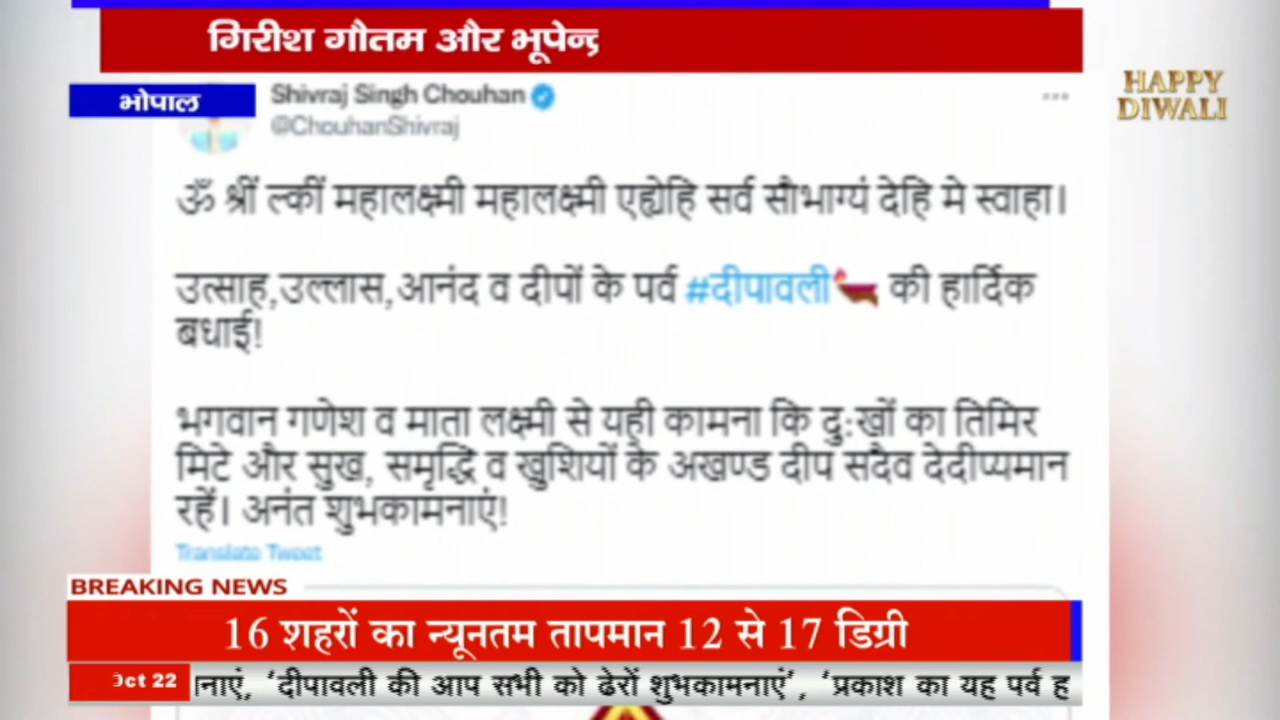 गिरीश गौतम और भूपेन्द्र
भोपाल
Shivraj Singh Chouhan
@ChouhanShivraj
HAPPY
DIWALI
ॐ श्रीं ल्कीं महालक्ष्मी महालक्ष्मी एह्येहि सर्व सौभाग्यं देहि मे स्वाहा।
उत्साह,उल्लास,आनंद व दीपों के पर्व #दीपावली की हार्दिक
बधाई!
भगवान गणेश व माता लक्ष्मी से यही कामना कि दु:खों का तिमिर
मिटे और सुख, समृद्धि व खुशियों के अखण्ड दीप सदैव देदीप्यमान
रहें। अनंत शुभकामनाएं!
Translate Tweet
BREAKING NEWS
16 शहरों का न्यूनतम तापमान 12 से 17 डिग्री
Oct 22
नाएं, ‘दीपावली की आप सभी को ढेरों शुभकामनाएं’, ‘प्रकाश का यह पर्व ह